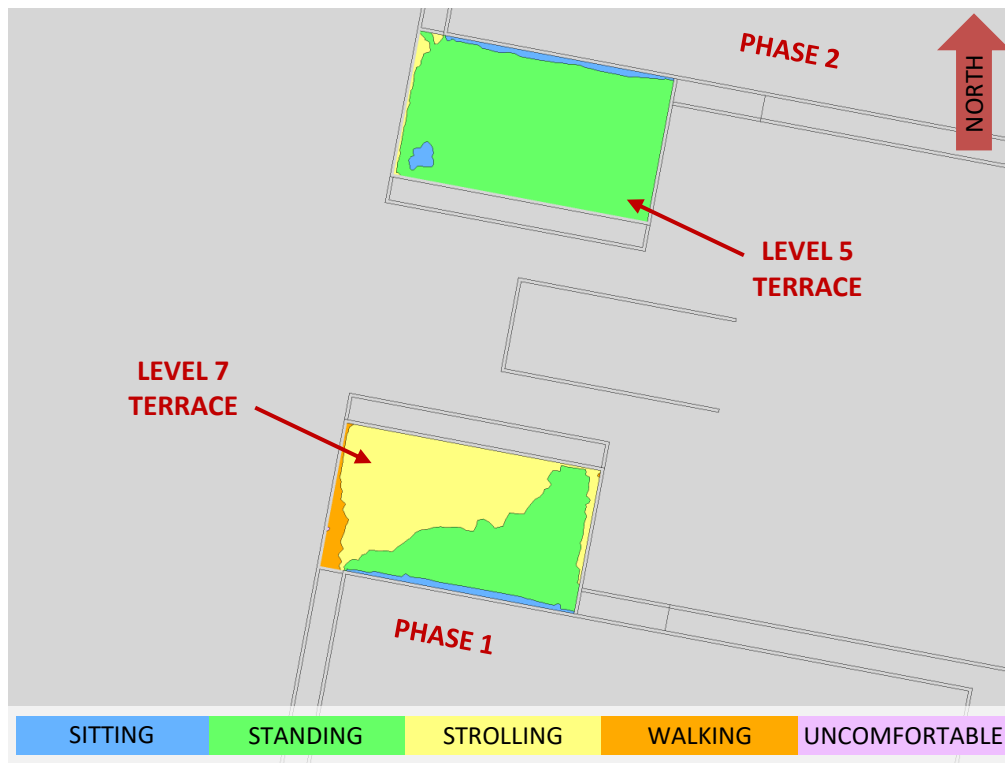 PHASE 2
NORTH
LEVEL 5
TERRACE
LEVEL 7
TERRACE
PHASE 1
SITTING
STANDING
STROLLING
WALKING
UNCOMFORTABLE